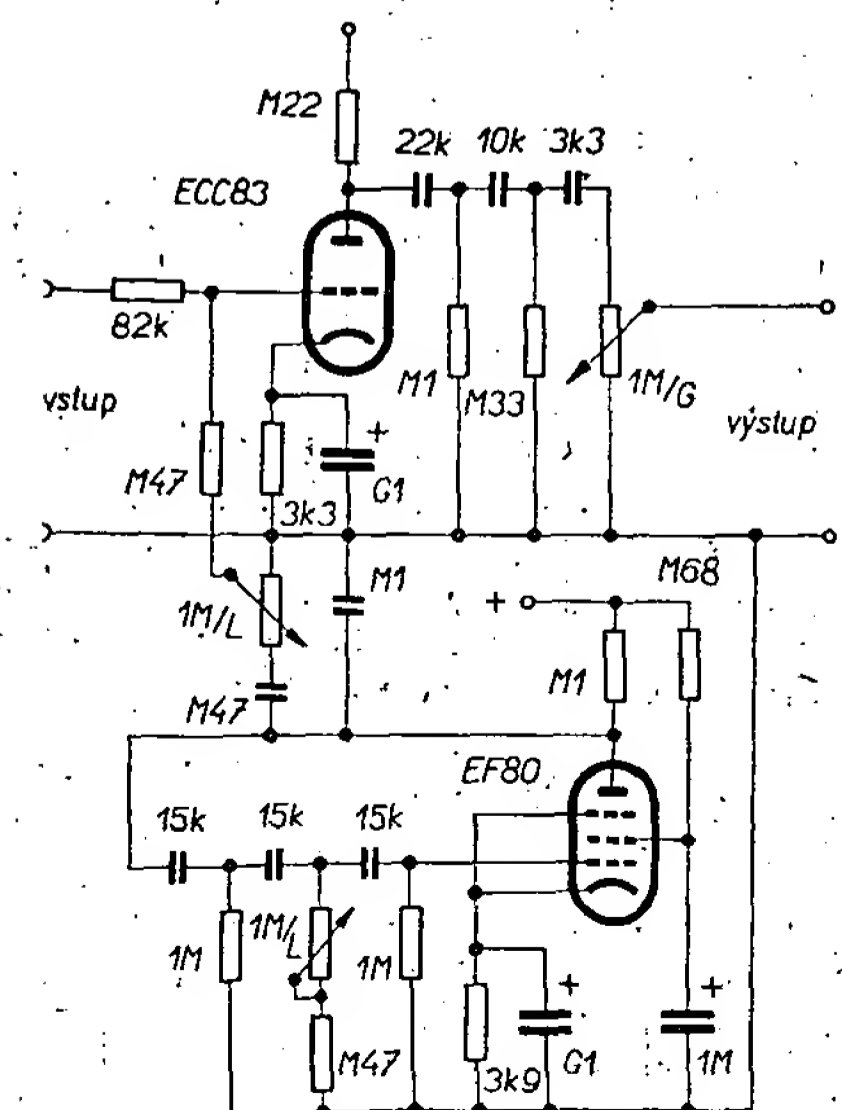 M22
22k 10k 3k3
ECC83
82k
vstup
M1
M33
1M/G
výstup
M47
3k3
G1
M68
1M/L
M1
+
+
M1
M47
EF80
15k 15k 15k
1M
1M/L
1M
+
+
M47
3k9
G1
1M